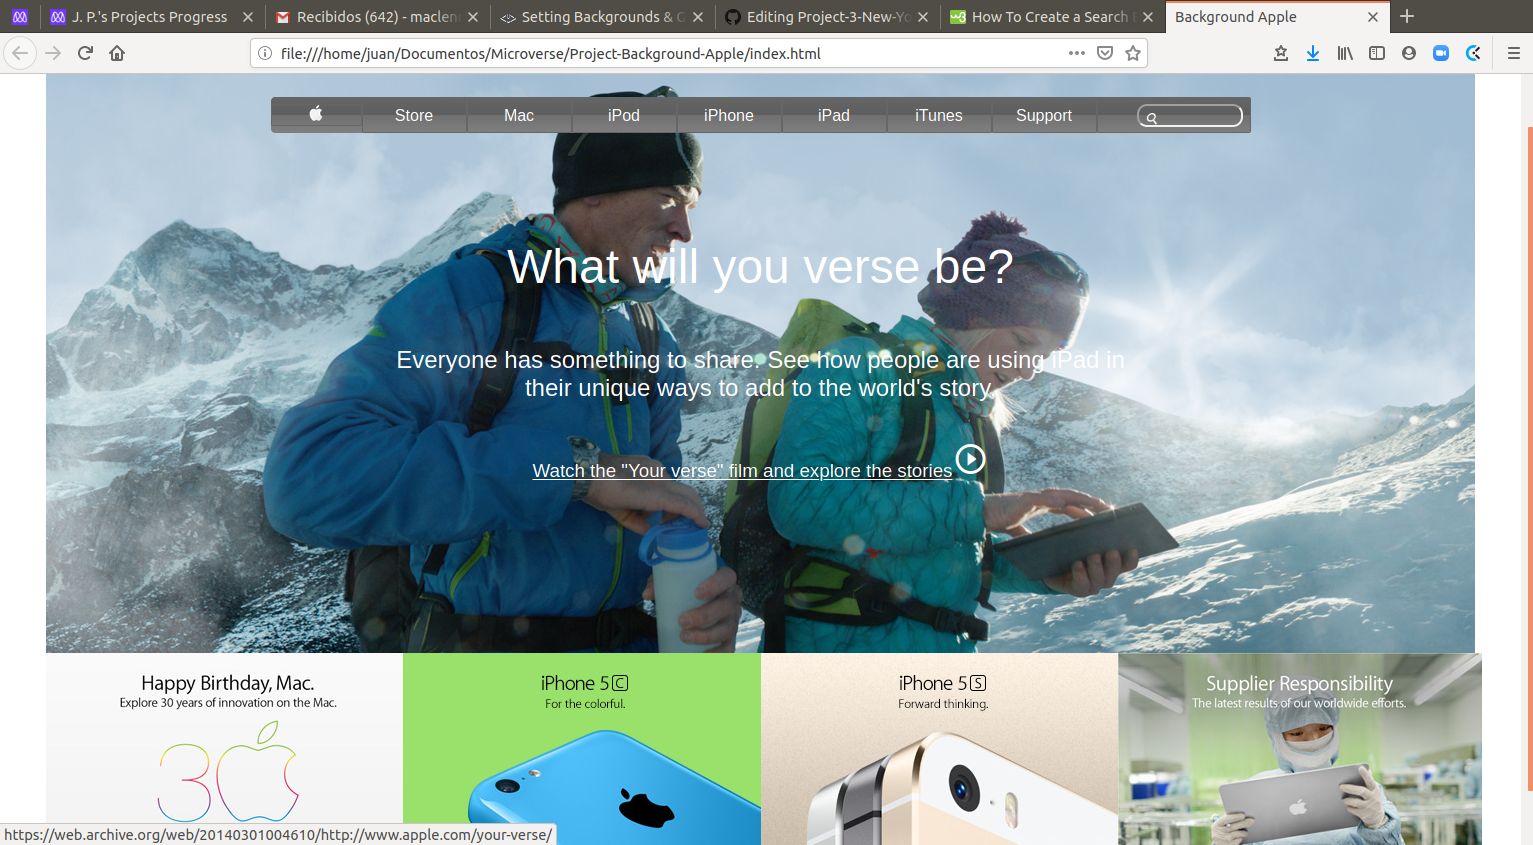 J. P.'s Projects Progress
Recibidos (642) - maclen
Setting Backgrounds & G
Editing Project-3-New-Yo
How To Create a Search
Background Apple
file:///home/juan/Documentos/Microverse/Project-Background-Apple/index.html
Store Mac iPod iPhone iPad iTunes Support
What will you verse be?
Everyone has something to share. See how people are using iPad in
their unique ways to add to the world's story.
Watch the "Your verse" film and explore the stories
Happy Birthday, Mac.
Explore 30 years of innovation on the Mac.
30
iPhone 5C
For the colorful.
iPhone 5S
Forward thinking.
Supplier Responsibility
The latest results of our worldwide efforts.
https://web.archive.org/web/20140301004610/http://www.apple.com/your-verse/